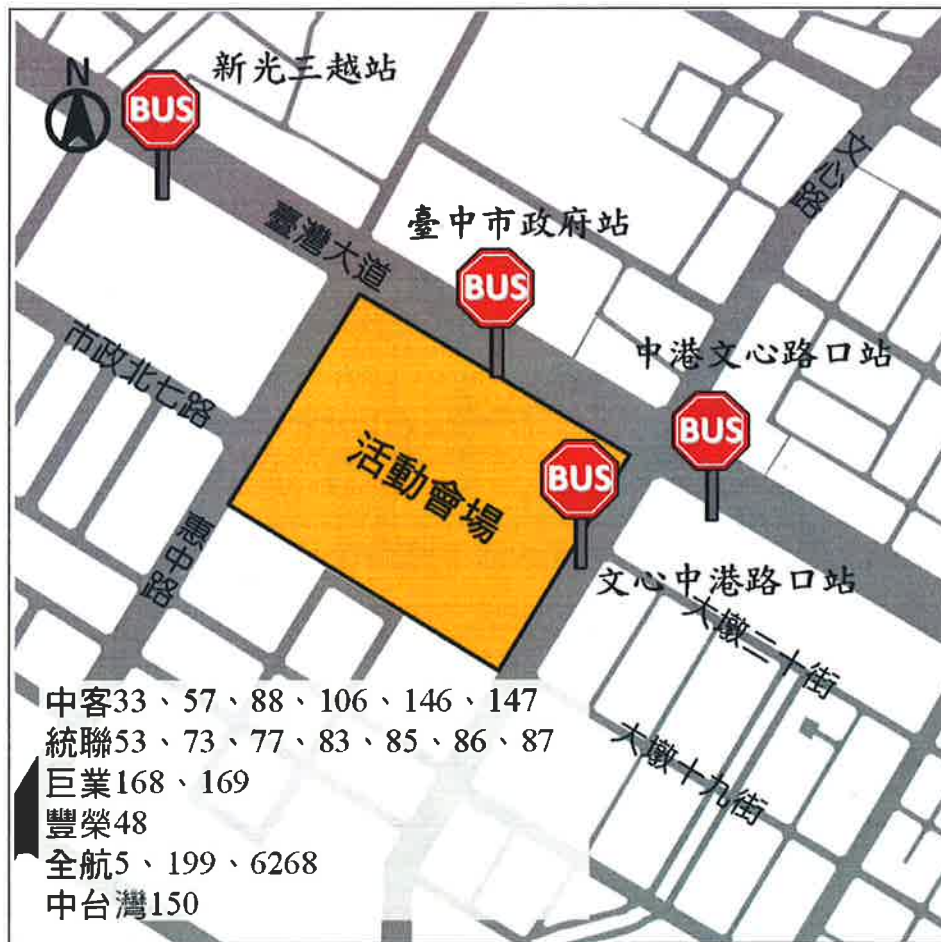 N
新光三越站
BUS
文心路
臺灣大道
臺中市政府站
BUS
中港文心路口站
市政北七路
BUS
活動會場
BUS
惠中路
文心中港路口站
大墩二十街
大墩十九街
中客33、57、88、106、146、147
統聯53、73、77、83、85、86、87
巨業168、169
豐榮48
全航5、199、6268
中台灣150